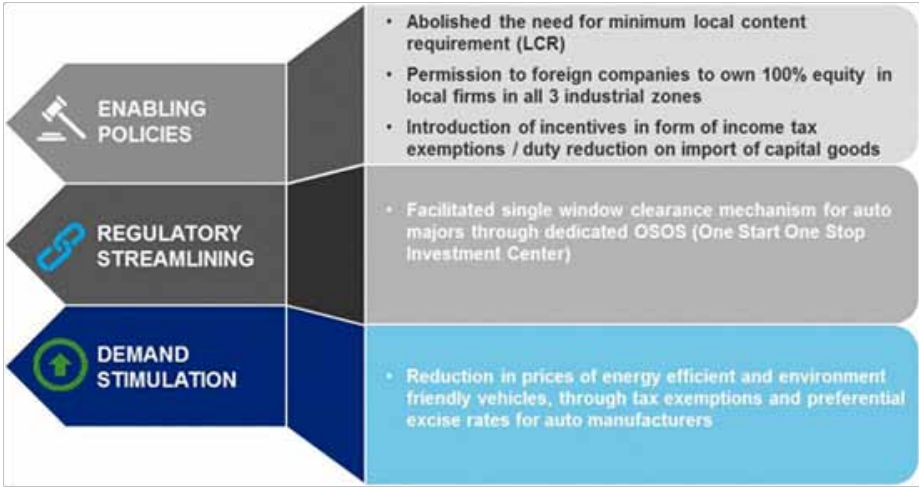 ENABLING
POLICIES
• Abolished the need for minimum local content
requirement (LCR)
• Permission to foreign companies to own 100% equity in
local firms in all 3 industrial zones
• Introduction of incentives in form of income tax
exemptions / duty reduction on import of capital goods
REGULATORY
STREAMLINING
• Facilitated single window clearance mechanism for auto
majors through dedicated OSOS (One Start One Stop
Investment Center)
DEMAND
STIMULATION
• Reduction in prices of energy efficient and environment
friendly vehicles, through tax exemptions and preferential
excise rates for auto manufacturers